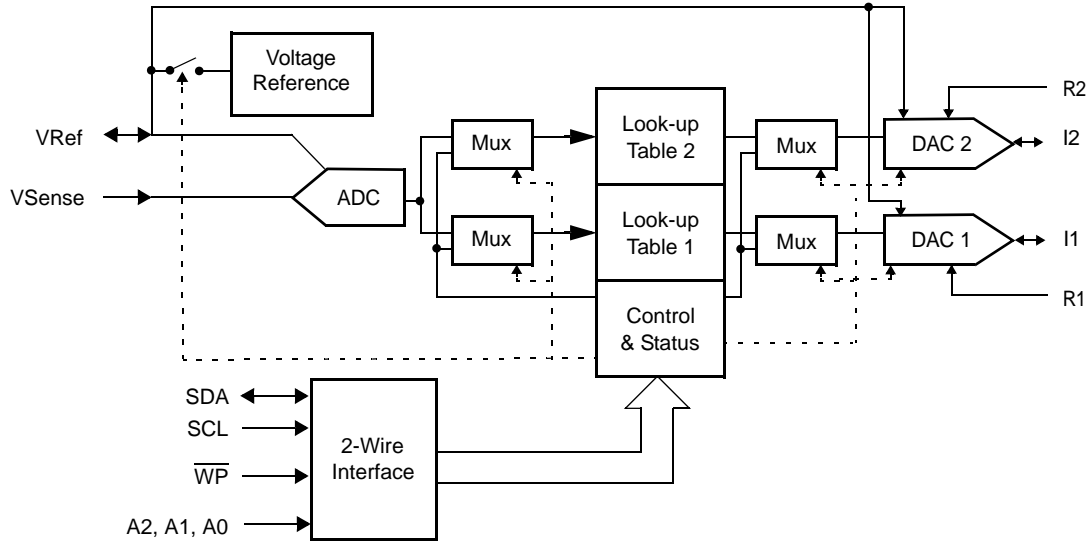 Voltage
Reference
R2
VRef
Mux
Look-up
Table 2
Mux
DAC 2
I2
VSense
ADC
Mux
Look-up
Table 1
Mux
DAC 1
I1
R1
Control
& Status
SDA
SCL
2-Wire
Interface
W̅P̅
A2, A1, A0